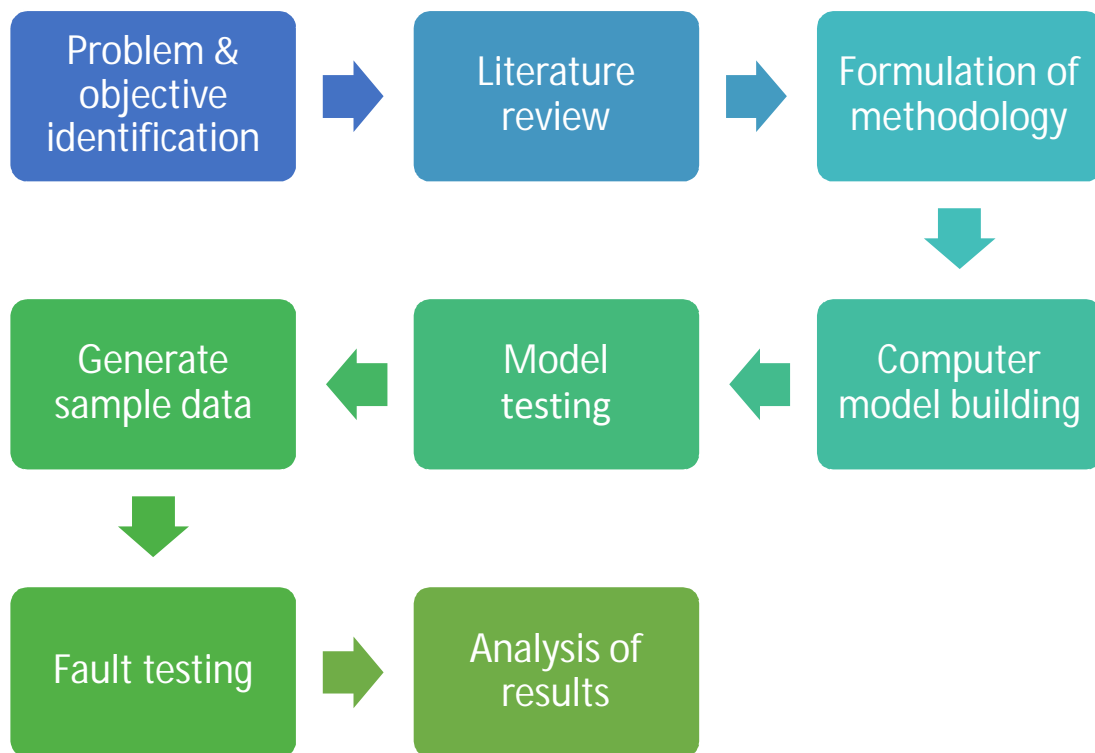 Problem &
objective
identification
Literature
review
Formulation of
methodology
Computer
model building
Model
testing
Generate
sample data
Fault testing
Analysis of
results